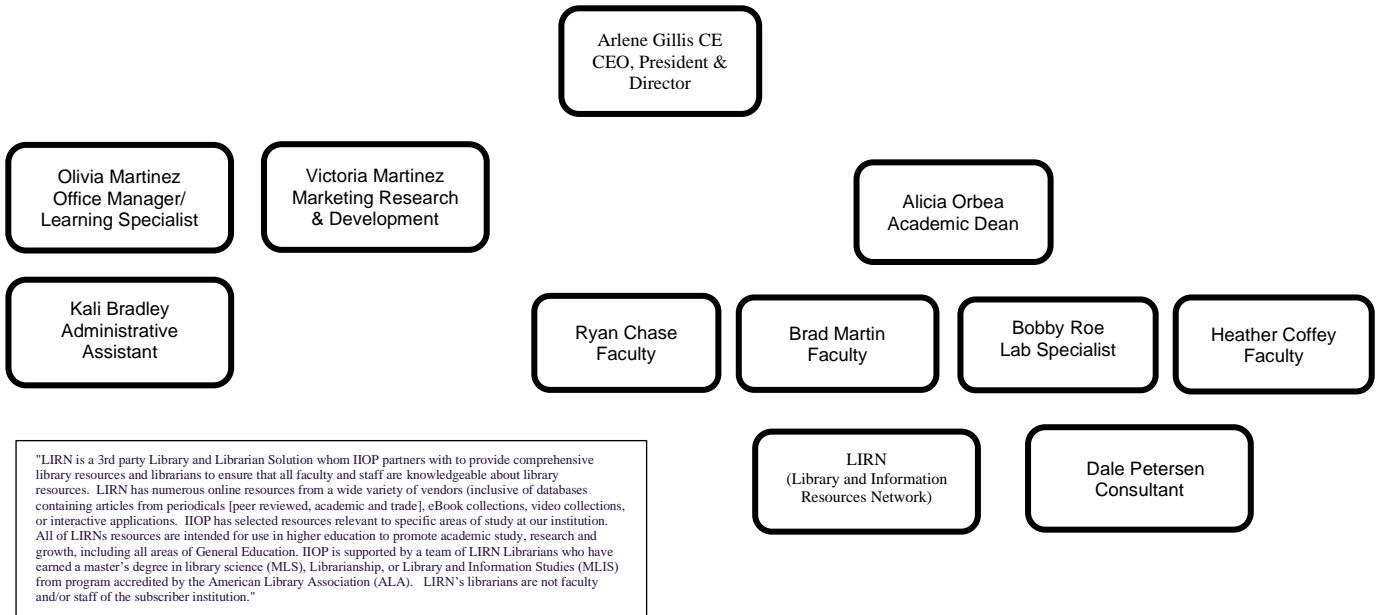 Arlene Gillis CE
CEO, President &
Director
Olivia Martinez
Office Manager/
Learning Specialist
Victoria Martinez
Marketing Research
& Development
Alicia Orbea
Academic Dean
Kali Bradley
Administrative
Assistant
Ryan Chase
Faculty
Brad Martin
Faculty
Bobby Roe
Lab Specialist
Heather Coffey
Faculty
LIRN
(Library and Information
Resources Network)
Dale Petersen
Consultant
"LIRN is a 3rd party Library and Librarian Solution whom IIOP partners with to provide comprehensive
library resources and librarians to ensure that all faculty and staff are knowledgeable about library
resources.  LIRN has numerous online resources from a wide variety of vendors (inclusive of databases
containing articles from periodicals [peer reviewed, academic and trade], eBook collections, video collections,
or interactive applications.  IIOP has selected resources relevant to specific areas of study at our institution.
All of LIRNs resources are intended for use in higher education to promote academic study, research and
growth, including all areas of General Education. IIOP is supported by a team of LIRN Librarians who have
earned a master's degree in library science (MLS), Librarianship, or Library and Information Studies (MLIS)
from program accredited by the American Library Association (ALA).   LIRN's librarians are not faculty
and/or staff of the subscriber institution."